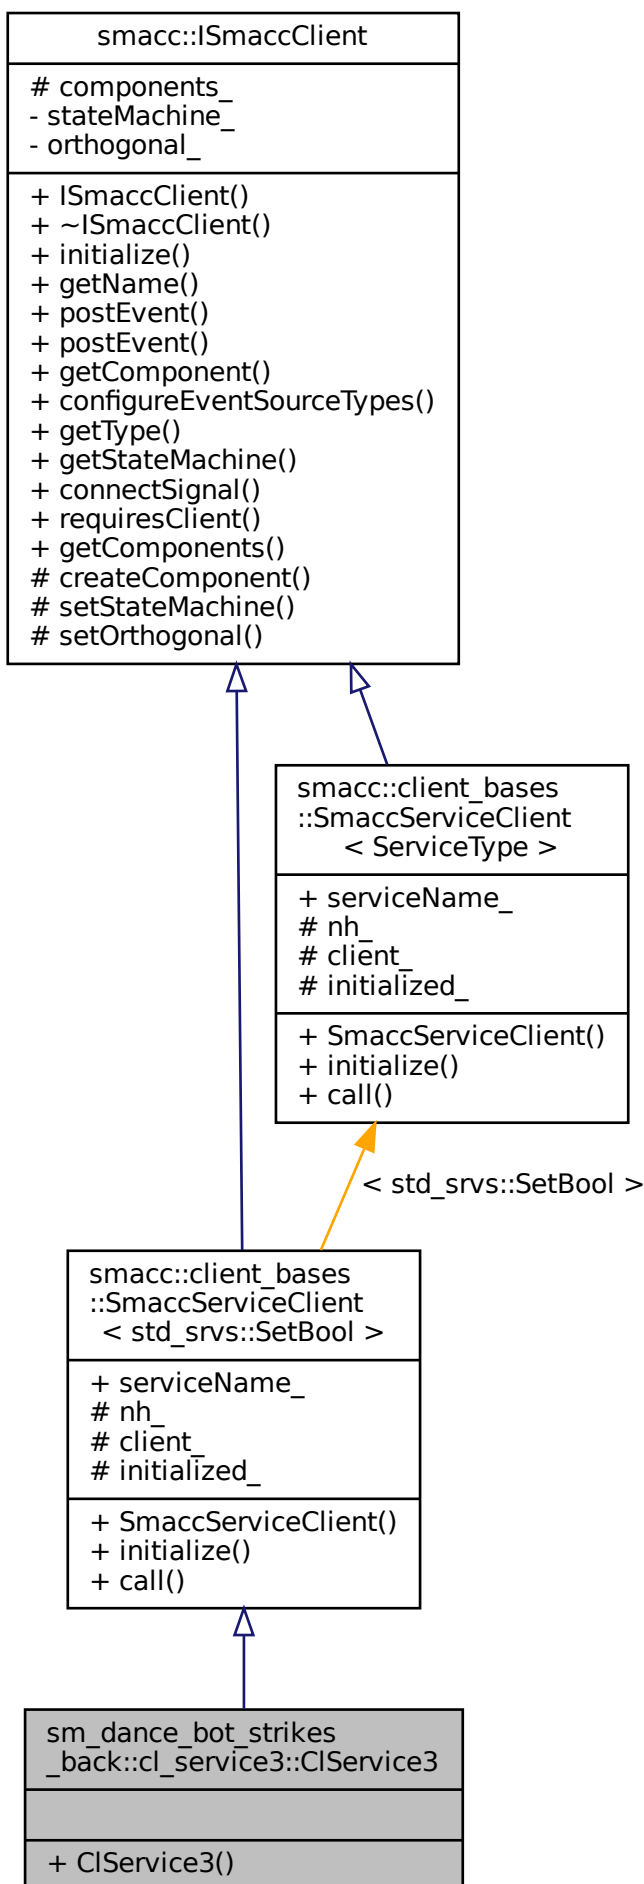 smacc::ISmaccClient
# components_
- stateMachine_
- orthogonal_
+ ISmaccClient()
+ ~ISmaccClient()
+ initialize()
+ getName()
+ postEvent()
+ postEvent()
+ getComponent()
+ configureEventSourceTypes()
+ getType()
+ getStateMachine()
+ connectSignal()
+ requiresClient()
+ getComponents()
# createComponent()
# setStateMachine()
# setOrthogonal()
smacc::client_bases
::SmaccServiceClient
< ServiceType >
+ serviceName_
# nh_
# client_
# initialized_
+ SmaccServiceClient()
+ initialize()
+ call()
< std_srvs::SetBool >
smacc::client_bases
::SmaccServiceClient
< std_srvs::SetBool >
+ serviceName_
# nh_
# client_
# initialized_
+ SmaccServiceClient()
+ initialize()
+ call()
sm_dance_bot_strikes
_back::cl_service3::ClService3
+ ClService3()